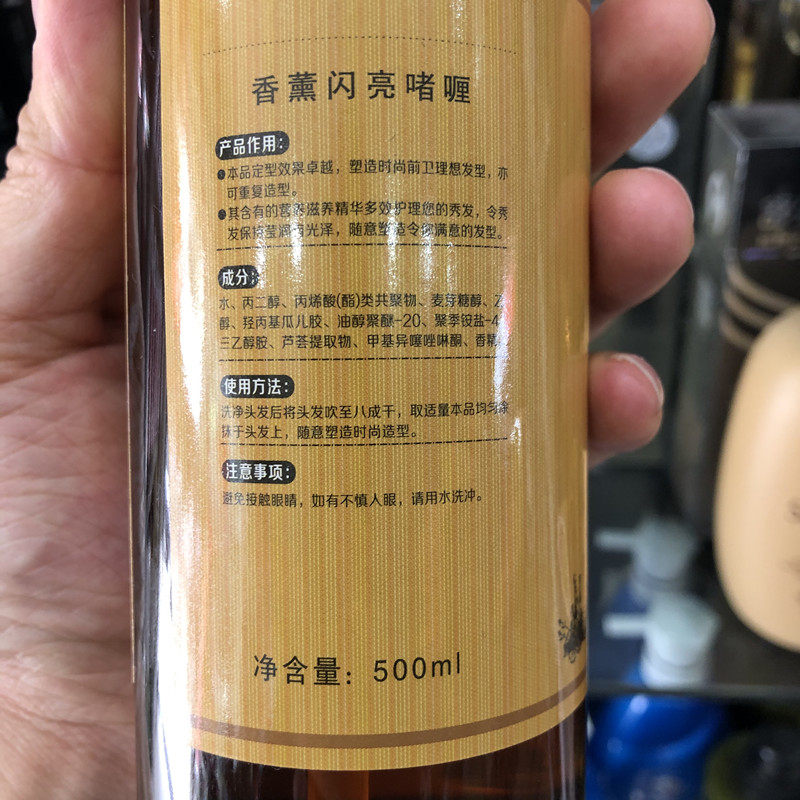 香薰闪亮啫喱
产品作用：
●本品定型效果卓越，塑造时尚前卫理想发型，亦
可重复造型。
●其含有的营养滋养精华多效护理您的秀发，令秀
发保持莹润与光泽，随意塑造令您满意的发型。
成分：
水、丙二醇、丙烯酸(酯)类共聚物、麦芽糖醇、乙
醇、羟丙基瓜儿胶、油醇聚醚-20、聚季铵盐-4
三乙醇胺、芦荟提取物、甲基异噻唑啉酮、香精
使用方法：
洗净头发后将头发吹至八成干，取适量本品均匀涂
抹于头发上，随意塑造时尚造型。
注意事项：
避免接触眼睛，如有不慎人眼，请用水洗冲。
净含量：500ml